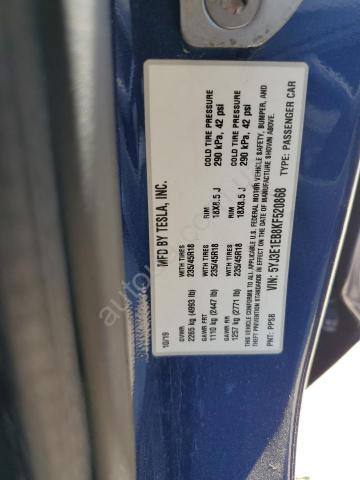 MFD BY TESLA, INC.
10/19
GVWR
2265 kg (4993 lb)
GAWR FRT WITH TIRES RIM COLD TIRE PRESSURE
1110 kg (2447 lb) 235/45R18 18X8.5 J 290 kPa, 42 psi
GAWR RR WITH TIRES RIM COLD TIRE PRESSURE
1257 kg (2771 lb) 235/45R18 18X8.5 J 290 kPa, 42 psi
THIS VEHICLE CONFORMS TO ALL APPLICABLE U.S. FEDERAL MOTOR VEHICLE SAFETY, BUMPER, AND
THEFT PREVENTION STANDARDS IN EFFECT ON THE DATE OF MANUFACTURE SHOWN ABOVE.
VIN: 5YJ3E1EB8KF520868
PNT: PPSB TYPE: PASSENGER CAR